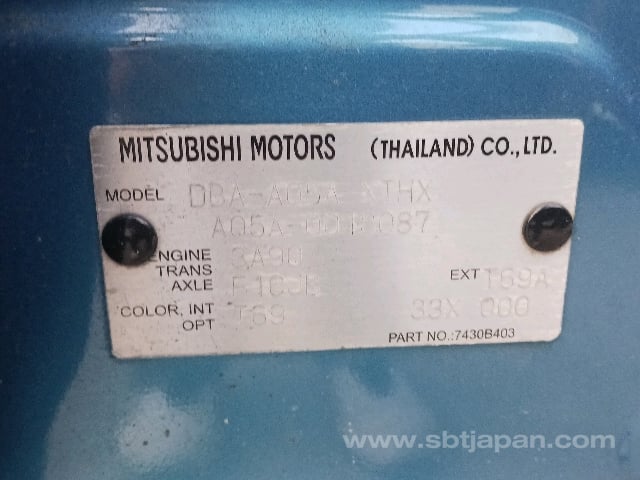 MITSUBISHI MOTORS (THAILAND) CO.,LTD.
MODEL DBA-A05A XTHX
ENGINE 3A90
TRANS
AXLE EXT T69A
COLOR, INT T69 33X 000
OPT
PART NO.:7430B403
www.sbtjapan.com